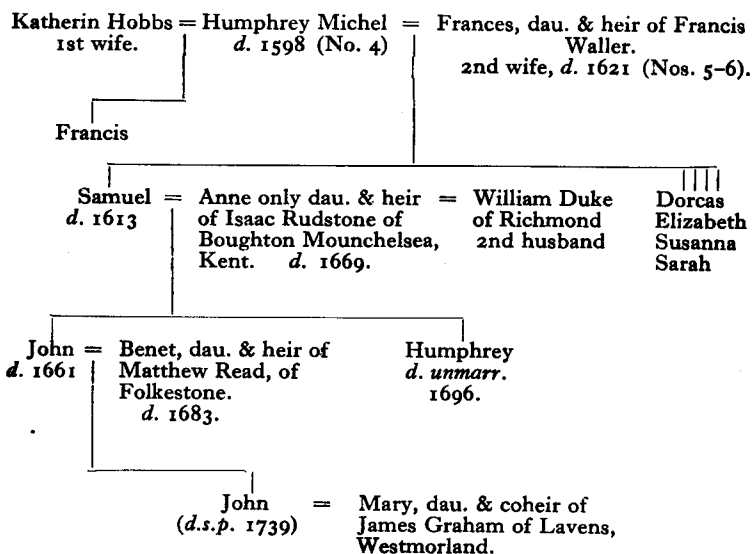 Katherin Hobbs = Humphrey Michel = Frances, dau. & heir of Francis
1st wife. d. 1598 (No. 4) Waller.
2nd wife, d. 1621 (Nos. 5–6).
Francis
Samuel = Anne only dau. & heir = William Duke Dorcas
d. 1613 of Isaac Rudstone of of Richmond Elizabeth
Boughton Mounchelsea, 2nd husband Susanna
Kent. d. 1669. Sarah
John = Benet, dau. & heir of Humphrey
d. 1661 Matthew Read, of d. unmarr.
Folkestone. 1696.
d. 1683.
John = Mary, dau. & coheir of
(d.s.p. 1739) James Graham of Lavens,
Westmorland.